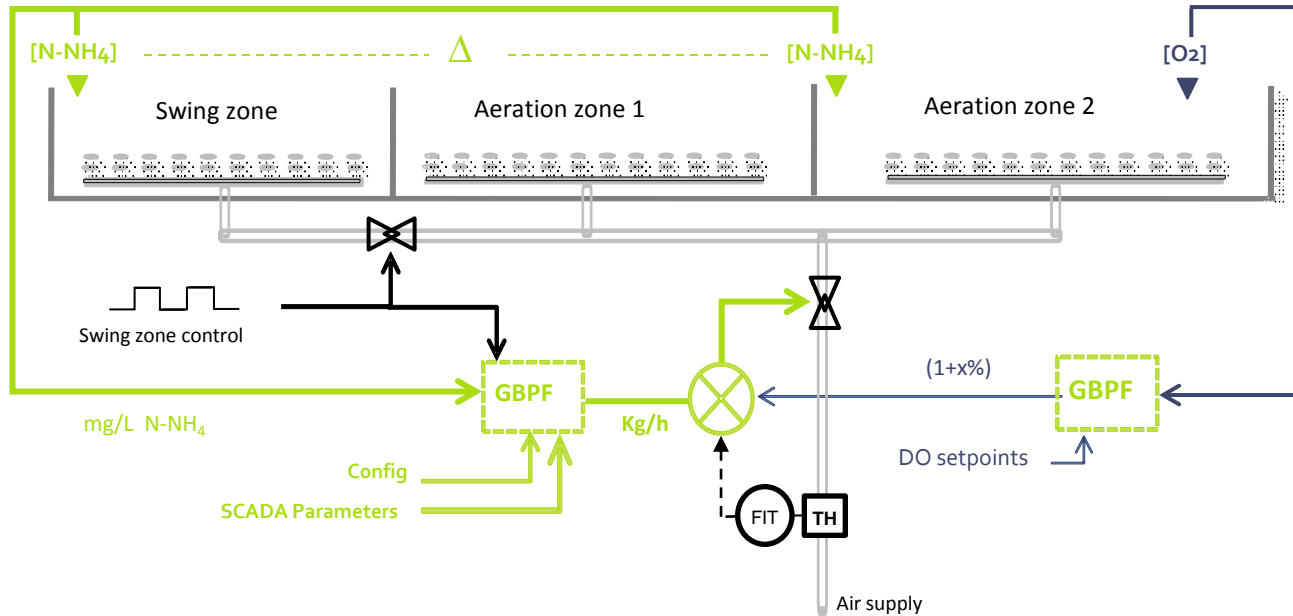 [N-NH4]
Δ
[N-NH4]
[O2]
Swing zone
Aeration zone 1
Aeration zone 2
Swing zone control
GBPF
Kg/h
(1+x%)
GBPF
mg/L N-NH₄
DO setpoints
Config
SCADA Parameters
FIT
TH
Air supply